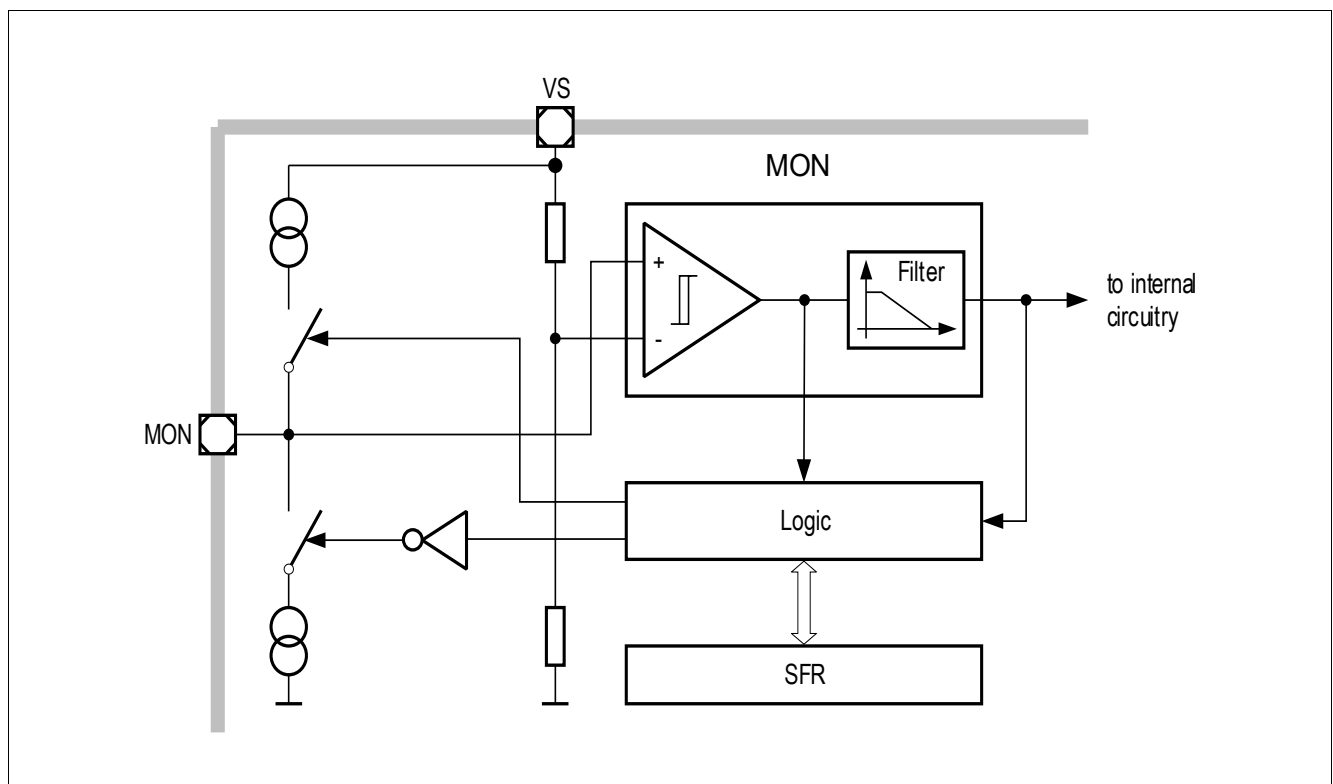 VS
MON
+
-
Filter
to internal
circuitry
MON
Logic
SFR